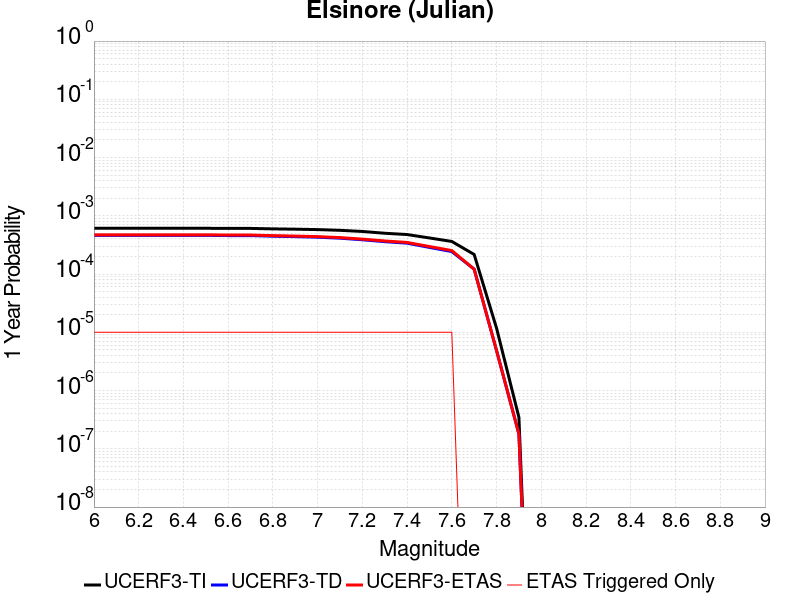 Elsinore (Julian)
10 0
10 -1
10 -2
10 -3
10 -4
10 -5
10 -6
10 -7
10 -8
1 Year Probability
6 6.2 6.4 6.6 6.8 7 7.2 7.4 7.6 7.8 8 8.2 8.4 8.6 8.8 9
Magnitude
UCERF3-TI UCERF3-TD UCERF3-ETAS ETAS Triggered Only